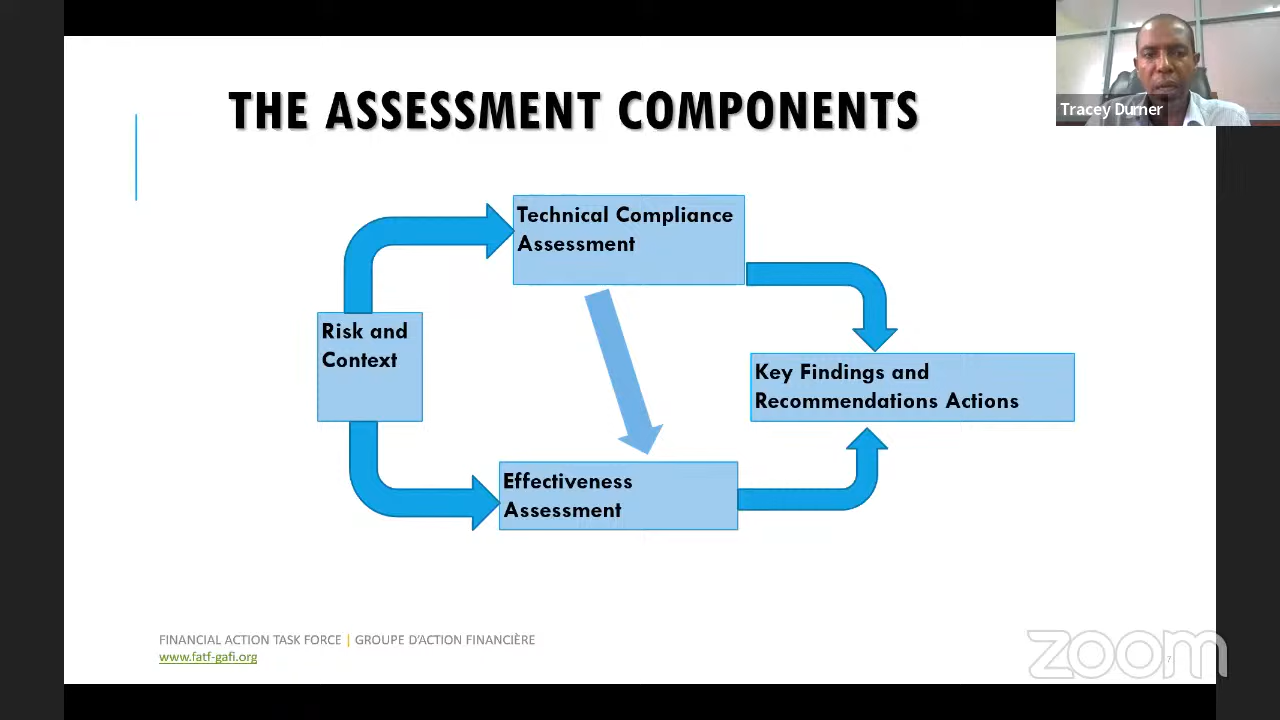 THE ASSESSMENT COMPONENTS
Tracey Durner
Technical Compliance
Assessment
Risk and
Context
Key Findings and
Recommendations Actions
Effectiveness
Assessment
FINANCIAL ACTION TASK FORCE | GROUPE D'ACTION FINANCIÈRE
www.fatf-gafi.org
zoom
7